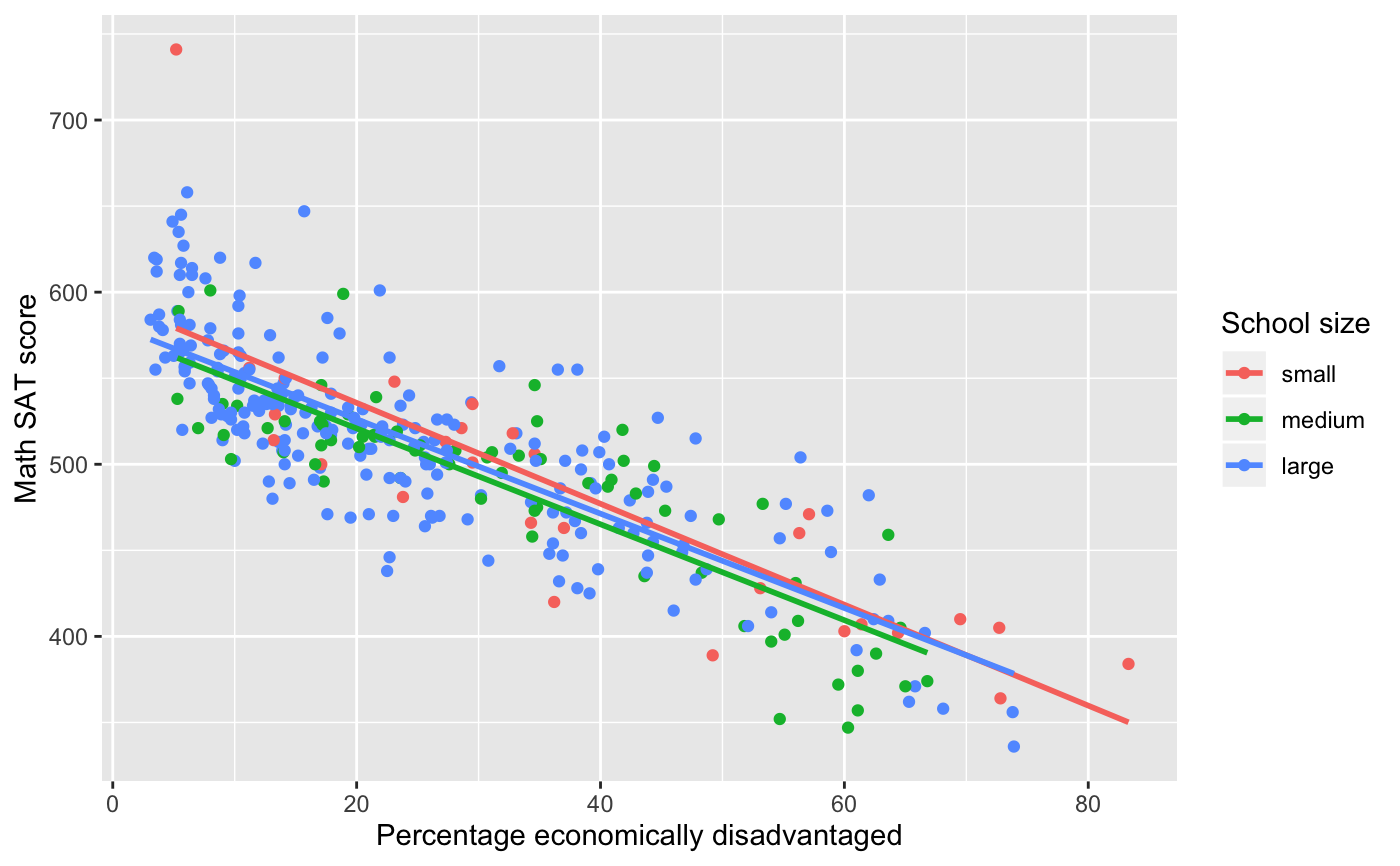 Math SAT score
700
600
500
400
0 20 40 60 80
Percentage economically disadvantaged
School size
small
medium
large